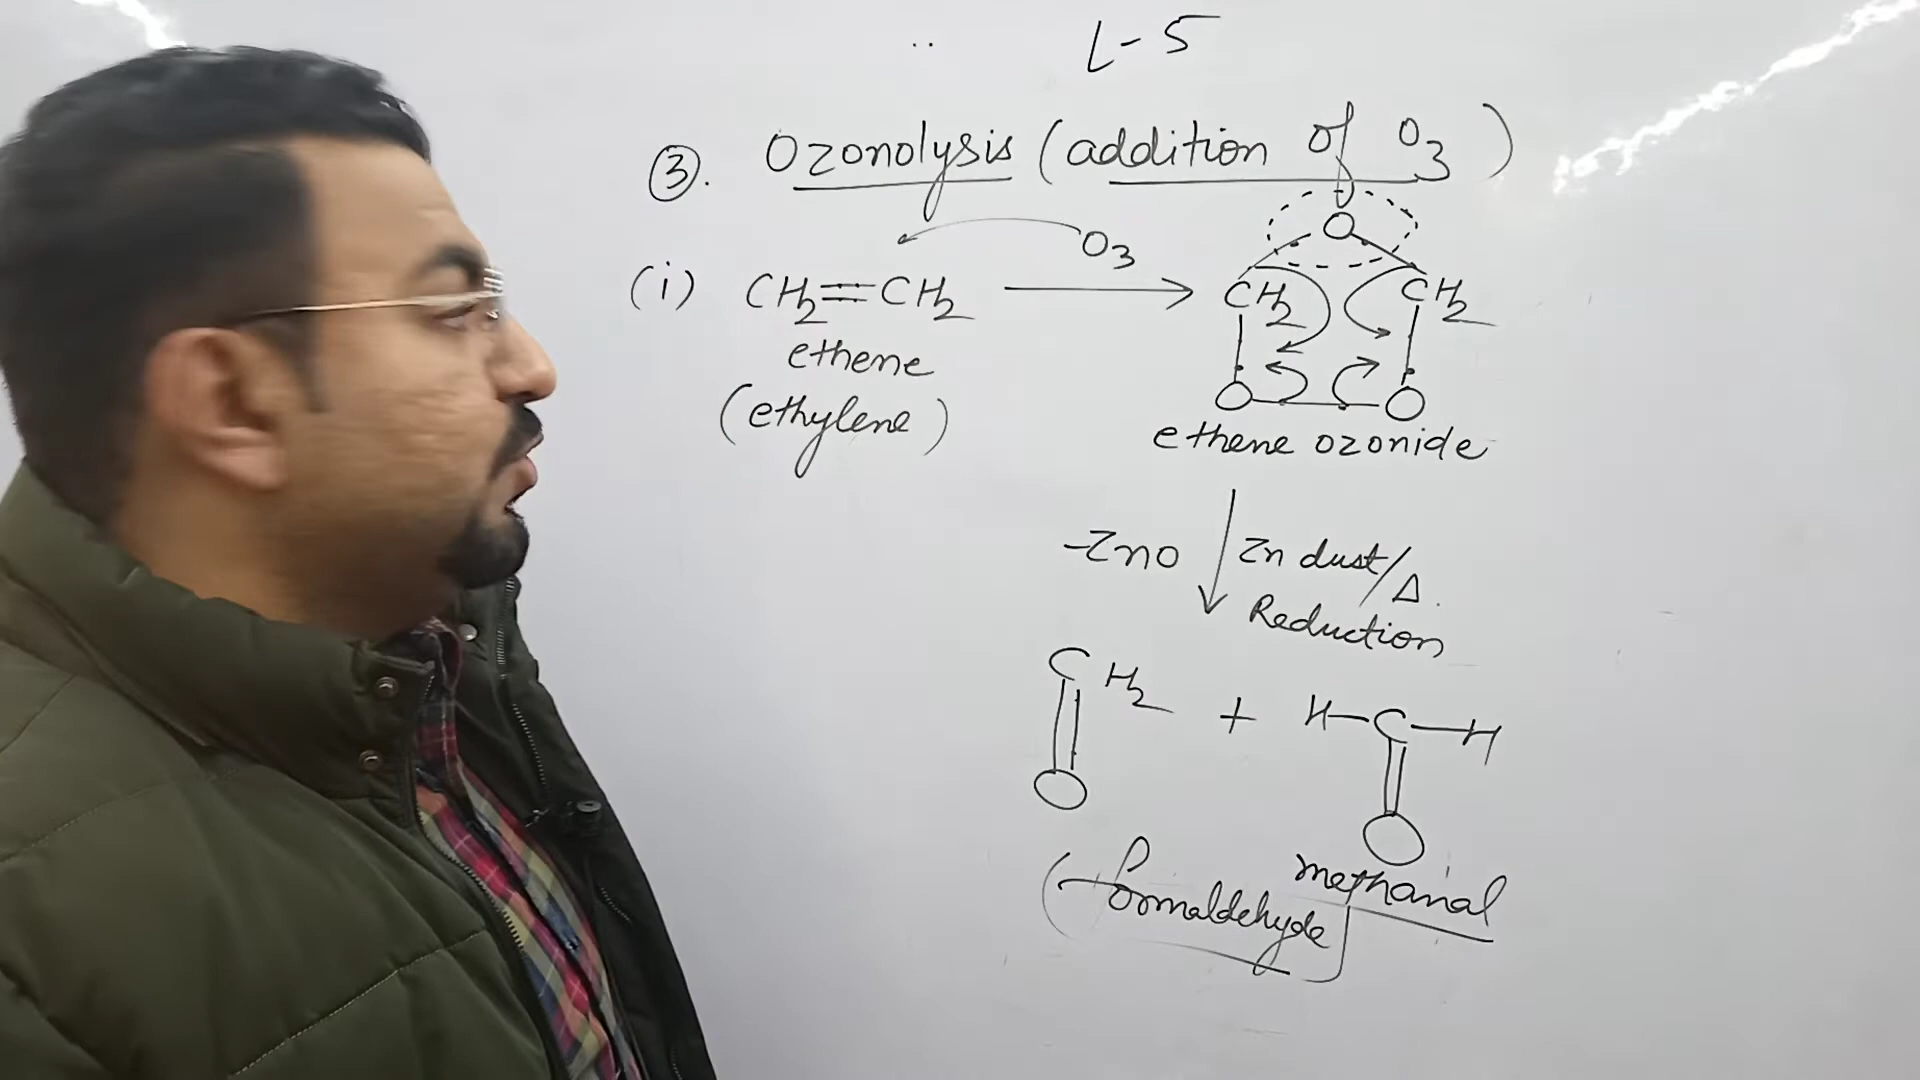 L-5
③. Ozonolysis (addition of O3)
(i) CH2=CH2 O3 O CH2 CH2
ethene O O
(ethylene) ethene ozonide
-ZnO Zn dust/Δ.
Reduction
CH2 + H-C-H
O O
methanal
(formaldehyde)